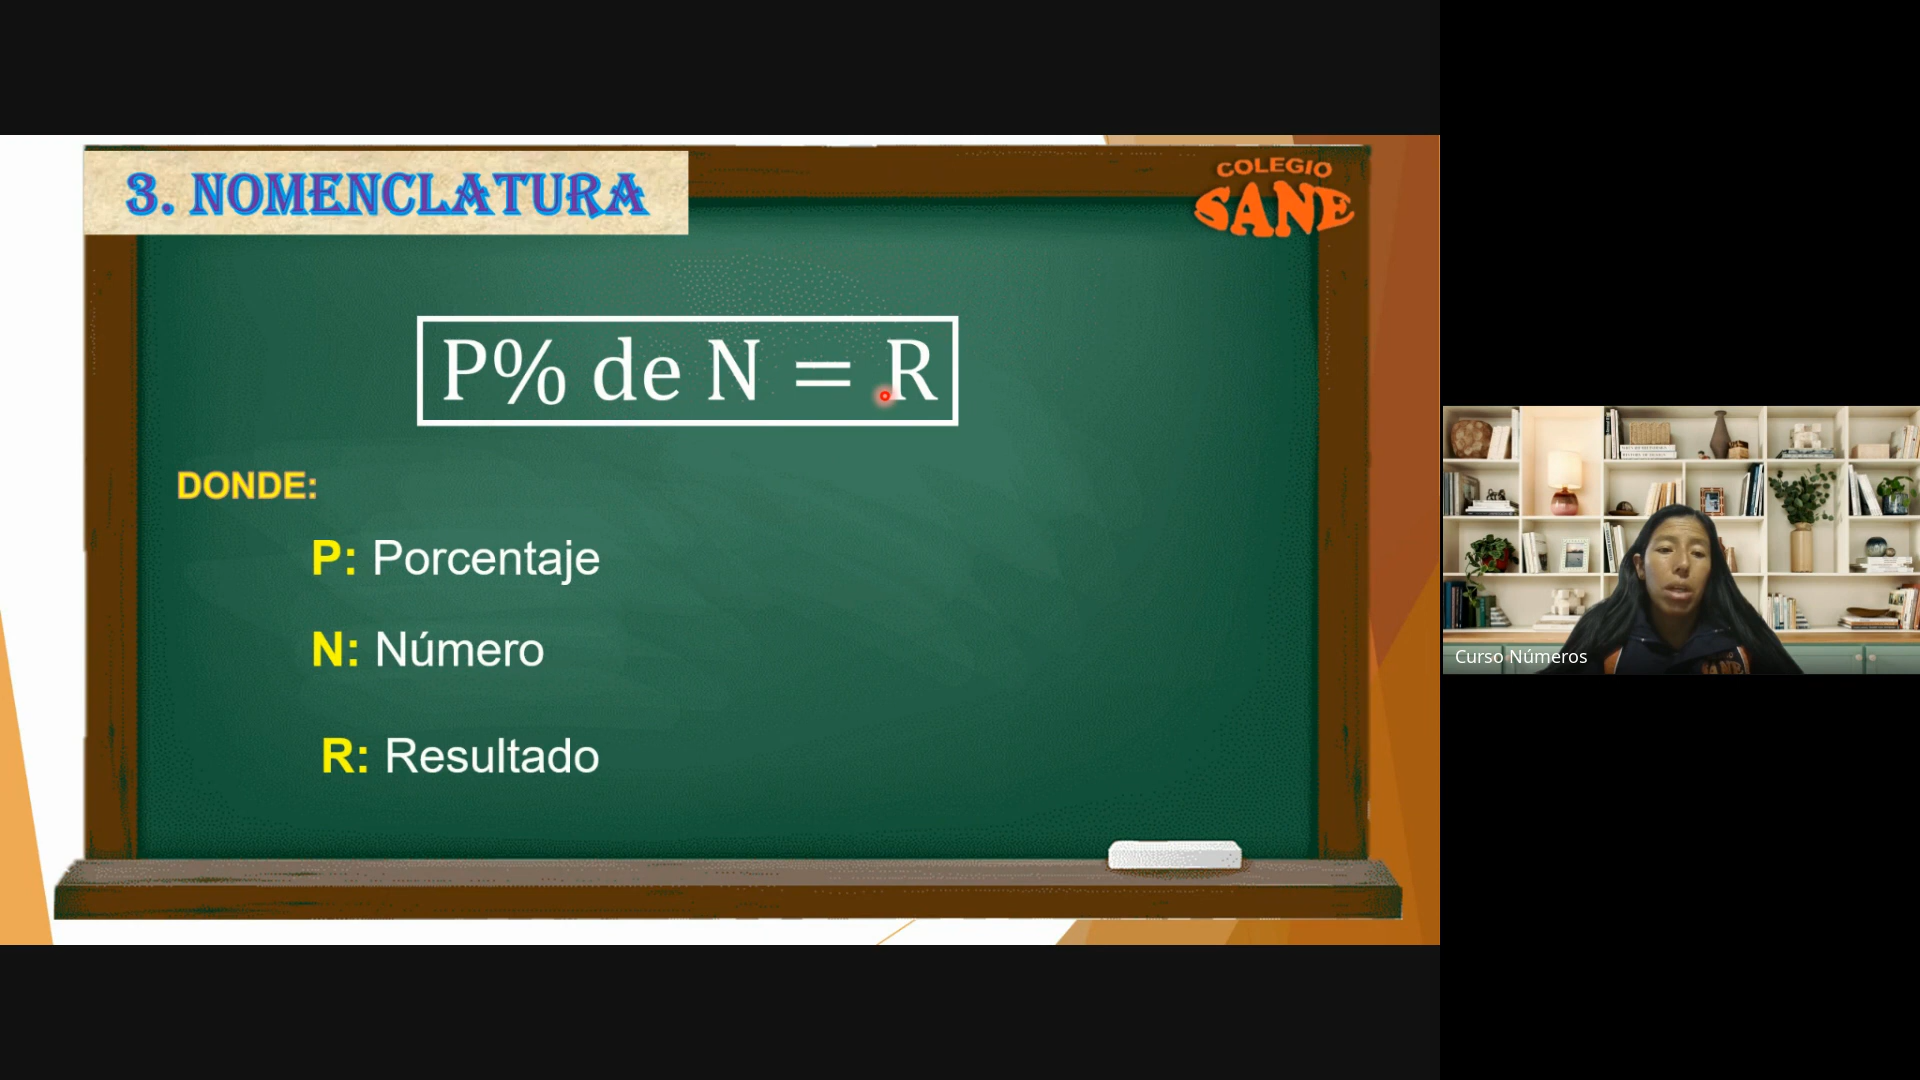 3. NOMENCLATURA
COLEGIO
SANE
P% de N = R
DONDE:
P: Porcentaje
N: Número
R: Resultado
Curso Números